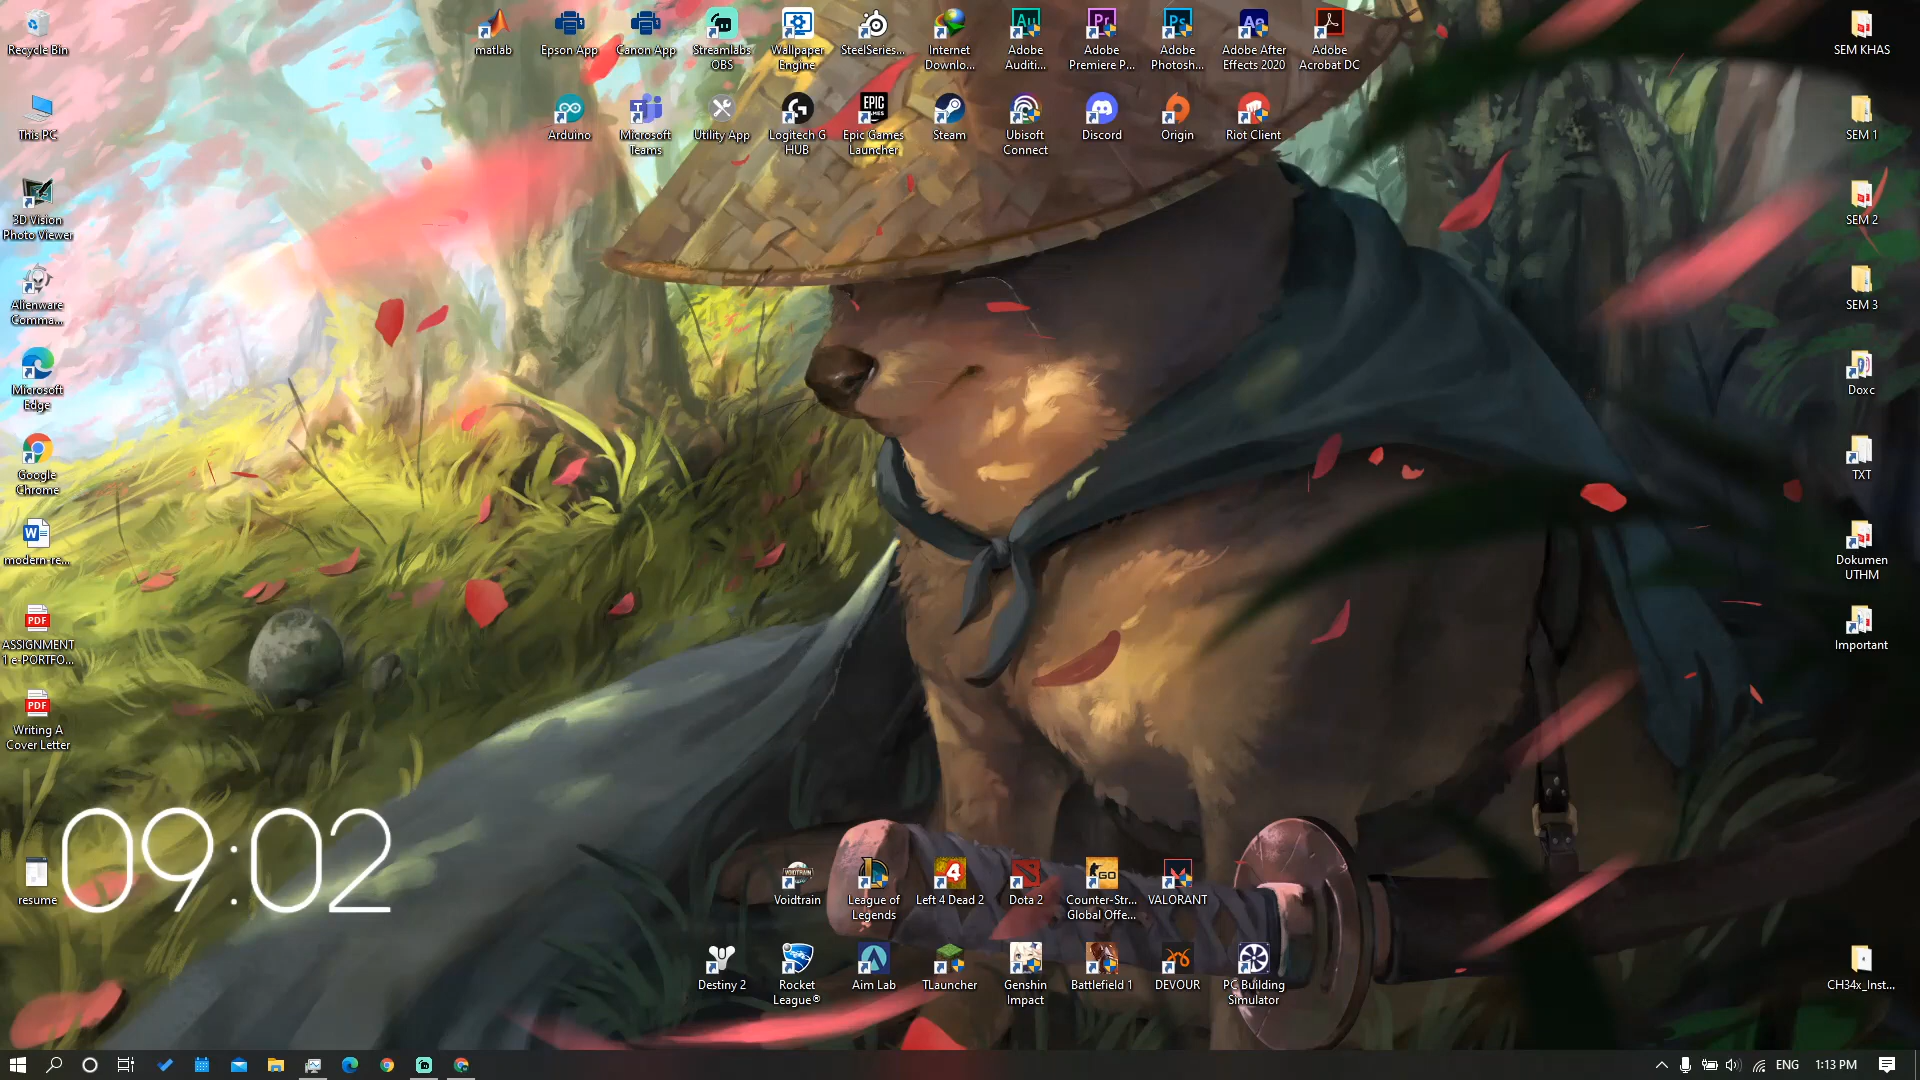 Recycle Bin
matlab
Epson App
Canon App
Streamlabs
OBS
Wallpaper
Engine
SteelSeries...
Internet
Downlo...
Adobe
Auditi...
Adobe
Premiere P...
Adobe
Photosh...
Adobe After
Effects 2020
Adobe
Acrobat DC
SEM KHAS
This PC
Arduino
Microsoft
Teams
Utility App
Logitech G
HUB
EPIC
GAMES
Epic Games
Launcher
Steam
Ubisoft
Connect
Discord
Origin
Riot Client
SEM 1
3D Vision
Photo Viewer
SEM 2
Alienware
Comma...
SEM 3
Microsoft
Edge
Doxc
Google
Chrome
TXT
modern-re...
Dokumen
UTHM
PDF
ASSIGNMENT
1 e-PORTFO...
Important
PDF
Writing A
Cover Letter
09:02
resume
Voidtrain
League of
Legends
Left 4 Dead 2
Dota 2
GO
Counter-Str...
Global Offe...
VALORANT
Destiny 2
Rocket
League®
Aim Lab
TLauncher
Genshin
Impact
Battlefield 1
DEVOUR
PC Building
Simulator
CH34x_Inst...
ENG
1:13 PM